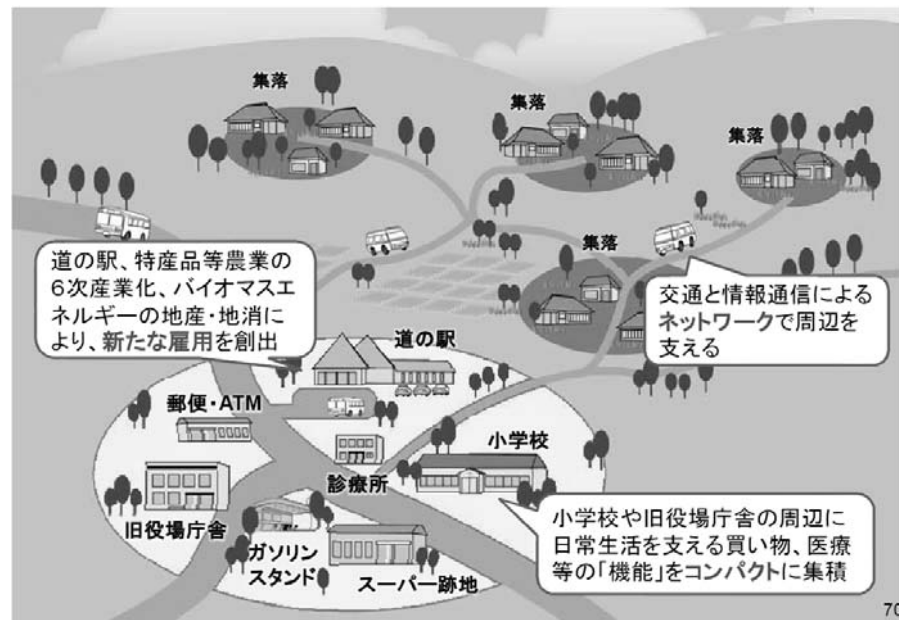 集落
集落
集落
集落
道の駅、特産品等農業の
6次産業化、バイオマスエ
ネルギーの地産・地消に
より、新たな雇用を創出
交通と情報通信による
ネットワークで周辺を
支える
道の駅
郵便・ATM
小学校
診療所
旧役場庁舎
ガソリン
スタンド
スーパー跡地
小学校や旧役場庁舎の周辺に
日常生活を支える買い物、医療
等の「機能」をコンパクトに集積
70